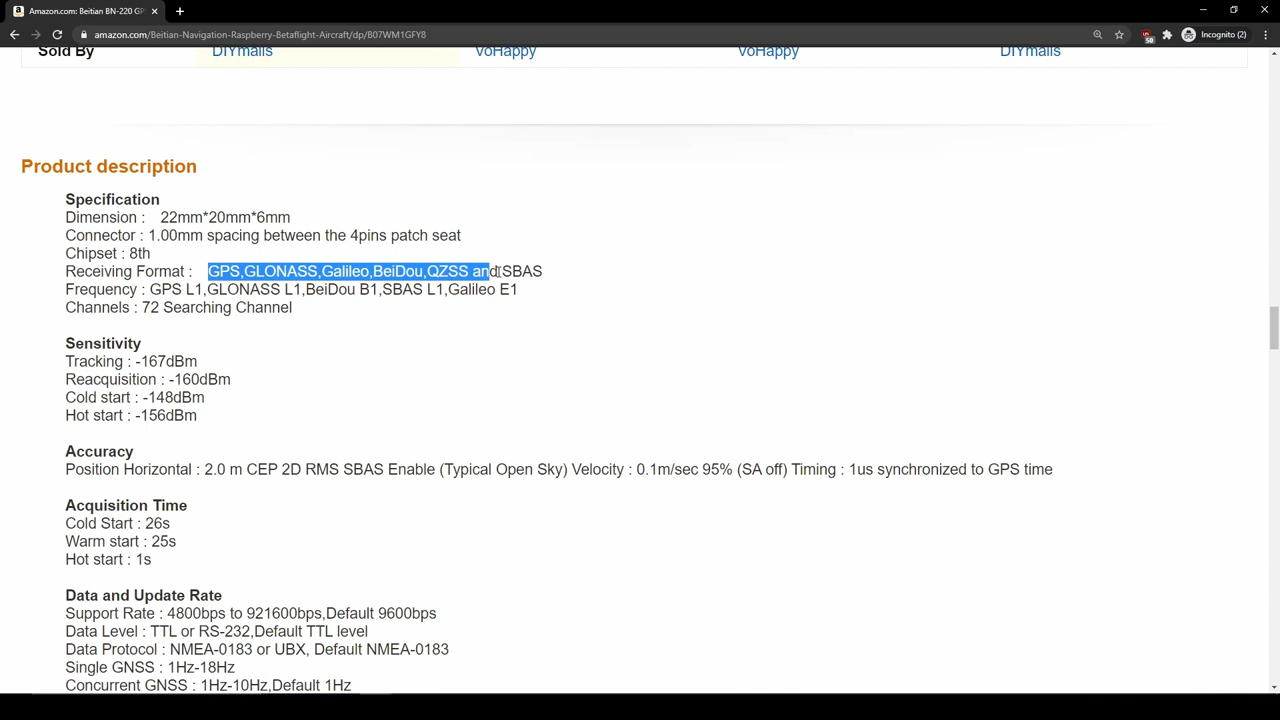 Amazon.com: Beitian BN-220 GP
amazon.com/Beitian-Navigation-Raspberry-Betaflight-Aircraft/dp/B07WM1GFY8
50
Incognito (2)
Sold By DIYmalls VoHappy VoHappy DIYmalls
Product description
Specification
Dimension : 22mm*20mm*6mm
Connector : 1.00mm spacing between the 4pins patch seat
Chipset : 8th
Receiving Format : GPS,GLONASS,Galileo,BeiDou,QZSS and SBAS
Frequency : GPS L1,GLONASS L1,BeiDou B1,SBAS L1,Galileo E1
Channels : 72 Searching Channel
Sensitivity
Tracking : -167dBm
Reacquisition : -160dBm
Cold start : -148dBm
Hot start : -156dBm
Accuracy
Position Horizontal : 2.0 m CEP 2D RMS SBAS Enable (Typical Open Sky) Velocity : 0.1m/sec 95% (SA off) Timing : 1us synchronized to GPS time
Acquisition Time
Cold Start : 26s
Warm start : 25s
Hot start : 1s
Data and Update Rate
Support Rate : 4800bps to 921600bps,Default 9600bps
Data Level : TTL or RS-232,Default TTL level
Data Protocol : NMEA-0183 or UBX, Default NMEA-0183
Single GNSS : 1Hz-18Hz
Concurrent GNSS : 1Hz-10Hz,Default 1Hz